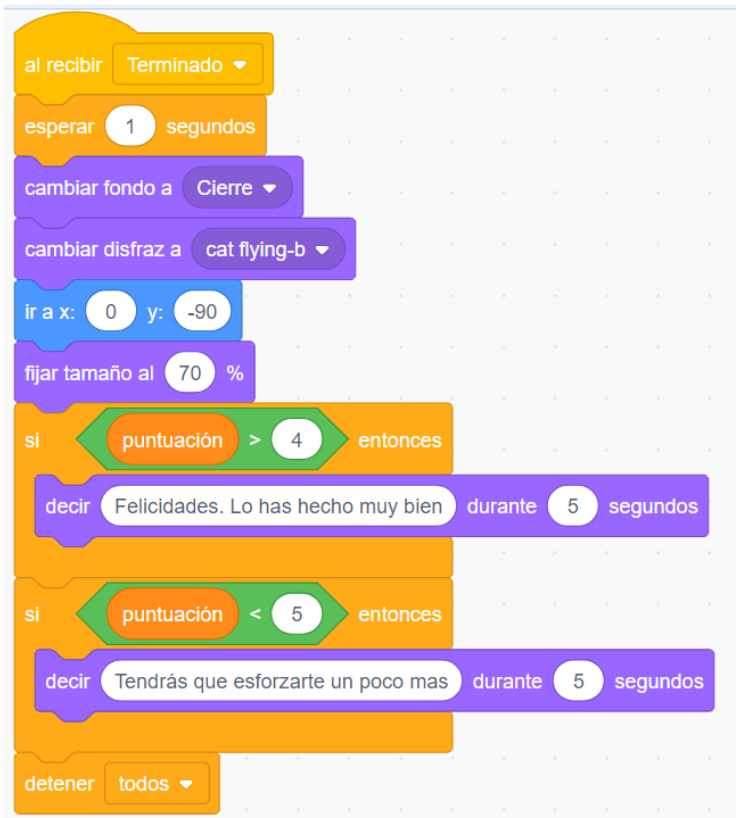 al recibir Terminado
esperar 1 segundos
cambiar fondo a Cierre
cambiar disfraz a cat flying-b
ir a x: 0 y: -90
fijar tamaño al 70 %
si puntuación > 4 entonces
decir Felicidades. Lo has hecho muy bien durante 5 segundos
si puntuación < 5 entonces
decir Tendrás que esforzarte un poco mas durante 5 segundos
detener todos